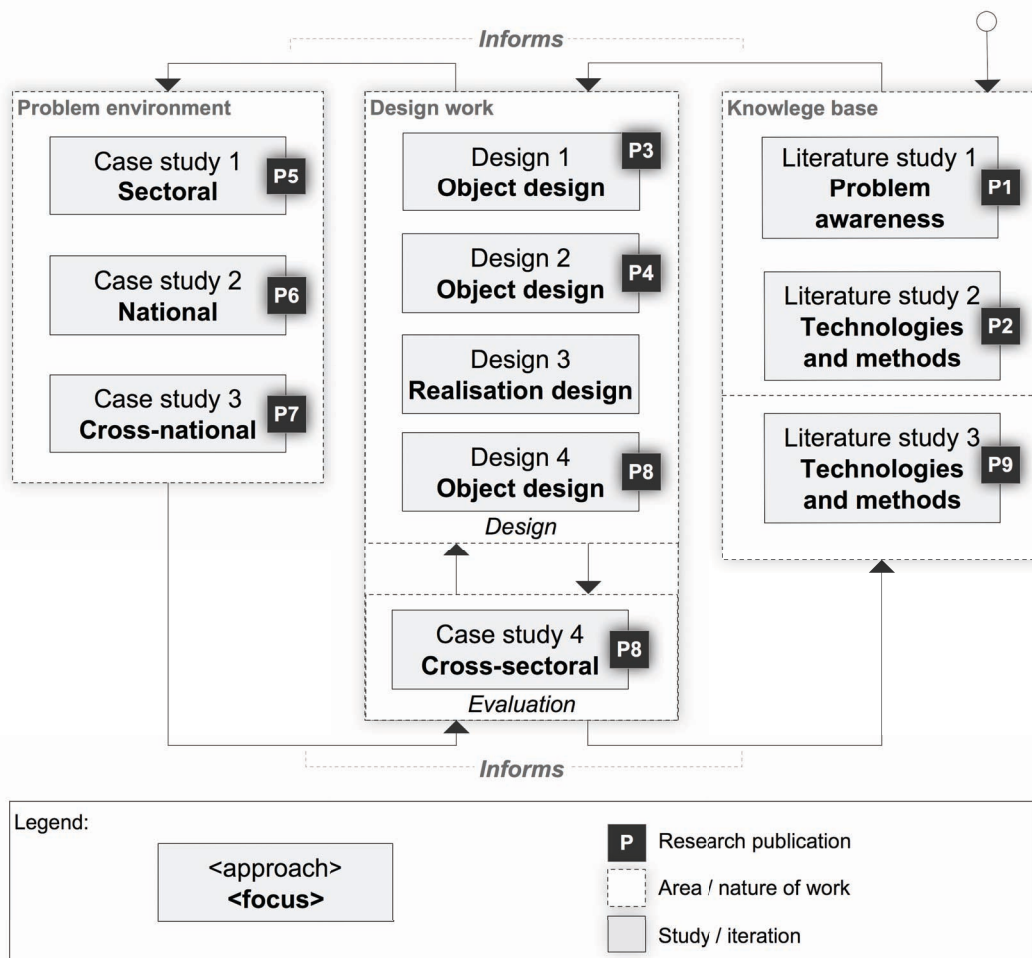 Informs
Problem environment
Case study 1
Sectoral
P5
Case study 2
National
P6
Case study 3
Cross-national
P7
Design work
Design 1
Object design
P3
Design 2
Object design
P4
Design 3
Realisation design
Design 4
Object design
P8
Design
Case study 4
Cross-sectoral
P8
Evaluation
Knowlege base
Literature study 1
Problem
awareness
P1
Literature study 2
Technologies
and methods
P2
Literature study 3
Technologies
and methods
P9
Informs
Legend:
<approach>
<focus>
P Research publication
Area / nature of work
Study / iteration